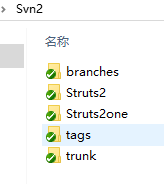 > Svn2
名称
branches
Struts2
Struts2one
tags
trunk